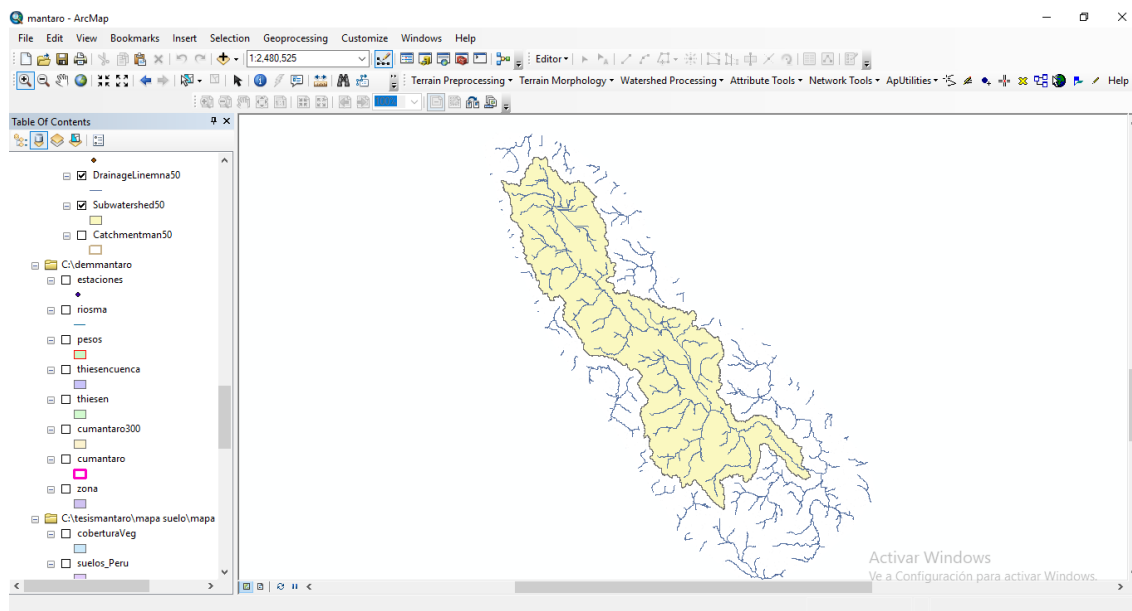 mantaro - ArcMap
File Edit View Bookmarks Insert Selection Geoprocessing Customize Windows Help
1:2,480,525 Editor
Terrain Preprocessing Terrain Morphology Watershed Processing Attribute Tools Network Tools ApUtilities Help
Table Of Contents
DrainageLinemna50
Subwatershed50
Catchmentman50
C:\demmantaro
estaciones
riosma
pesos
thiesencuenca
thiesen
cumantaro300
cumantaro
zona
C:\tesismantaro\mapa suelo\mapa
coberturaVeg
suelos_Peru
Activar Windows
Ve a Configuración para activar Windows.